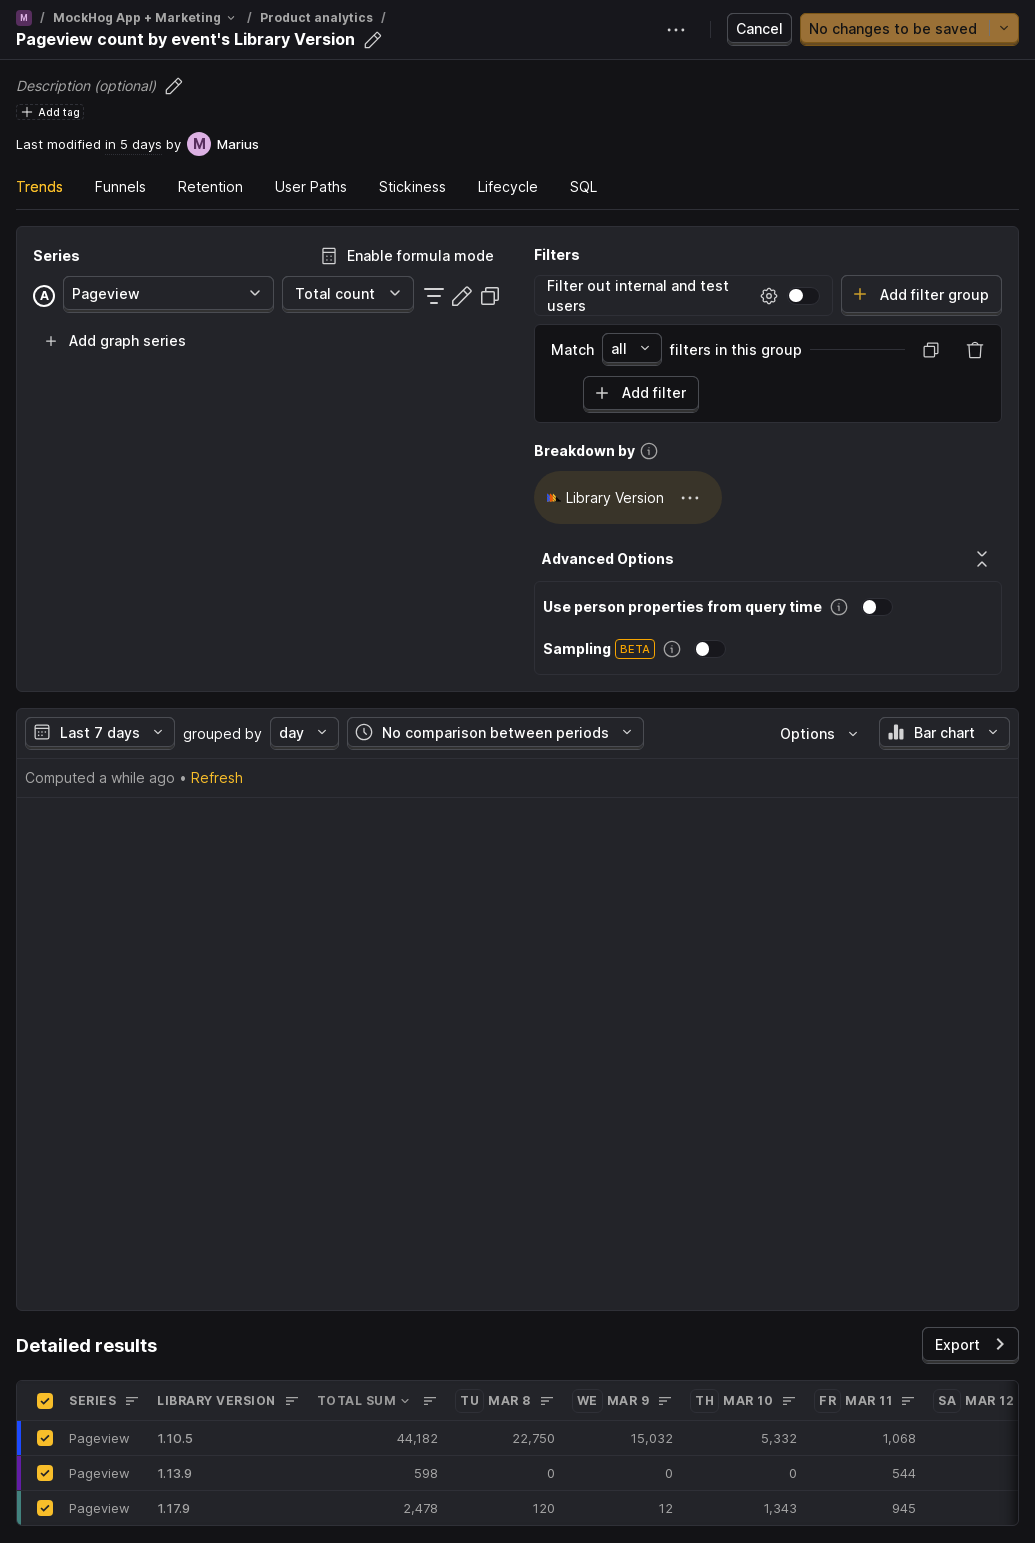 M / MockHog App + Marketing / Product analytics /
Pageview count by event's Library Version
Cancel
No changes to be saved
Description (optional)
Add tag
Last modified in 5 days by M Marius
Trends Funnels Retention User Paths Stickiness Lifecycle SQL
Series
Enable formula mode
A Pageview Total count
Add graph series
Filters
Filter out internal and test
users
Add filter group
Match all filters in this group
Add filter
Breakdown by
Library Version
Advanced Options
Use person properties from query time
Sampling BETA
Last 7 days grouped by day No comparison between periods Options Bar chart
Computed a while ago • Refresh
Detailed results
Export
SERIES LIBRARY VERSION TOTAL SUM TU MAR 8 WE MAR 9 TH MAR 10 FR MAR 11 SA MAR 12
Pageview 1.10.5 44,182 22,750 15,032 5,332 1,068
Pageview 1.13.9 598 0 0 0 544
Pageview 1.17.9 2,478 120 12 1,343 945